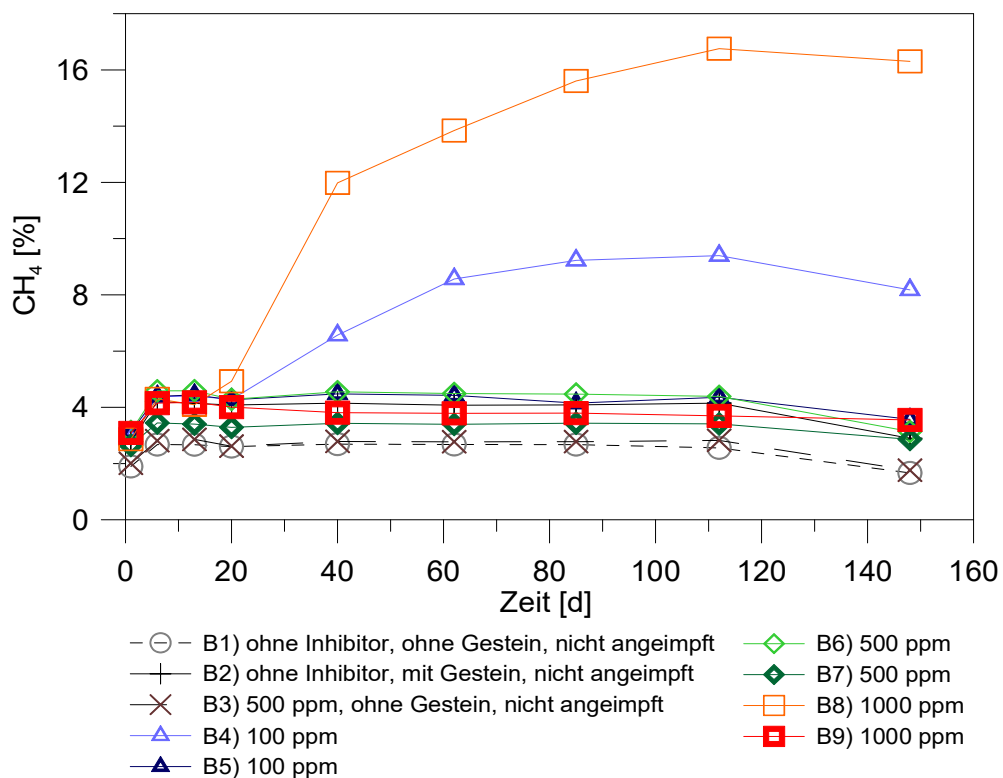 16
12
8
4
0
CH₄ [%]
0 20 40 60 80 100 120 140 160
Zeit [d]
B1) ohne Inhibitor, ohne Gestein, nicht angeimpft
B2) ohne Inhibitor, mit Gestein, nicht angeimpft
B3) 500 ppm, ohne Gestein, nicht angeimpft
B4) 100 ppm
B5) 100 ppm
B6) 500 ppm
B7) 500 ppm
B8) 1000 ppm
B9) 1000 ppm